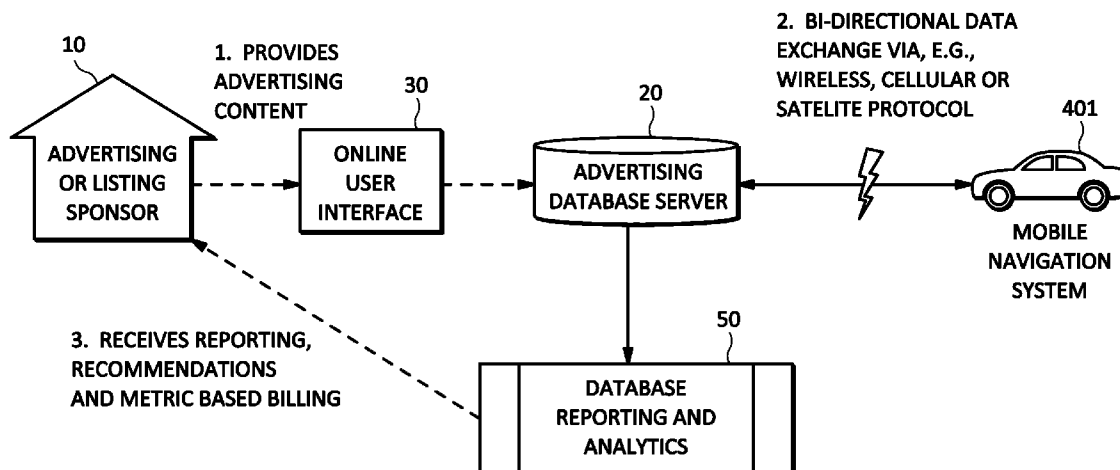 10
1. PROVIDES
ADVERTISING
CONTENT
30
2. BI-DIRECTIONAL DATA
EXCHANGE VIA, E.G.,
WIRELESS, CELLULAR OR
SATELITE PROTOCOL
20
401
ADVERTISING
OR LISTING
SPONSOR
ONLINE
USER
INTERFACE
ADVERTISING
DATABASE SERVER
MOBILE
NAVIGATION
SYSTEM
3. RECEIVES REPORTING,
RECOMMENDATIONS
AND METRIC BASED BILLING
50
DATABASE
REPORTING AND
ANALYTICS